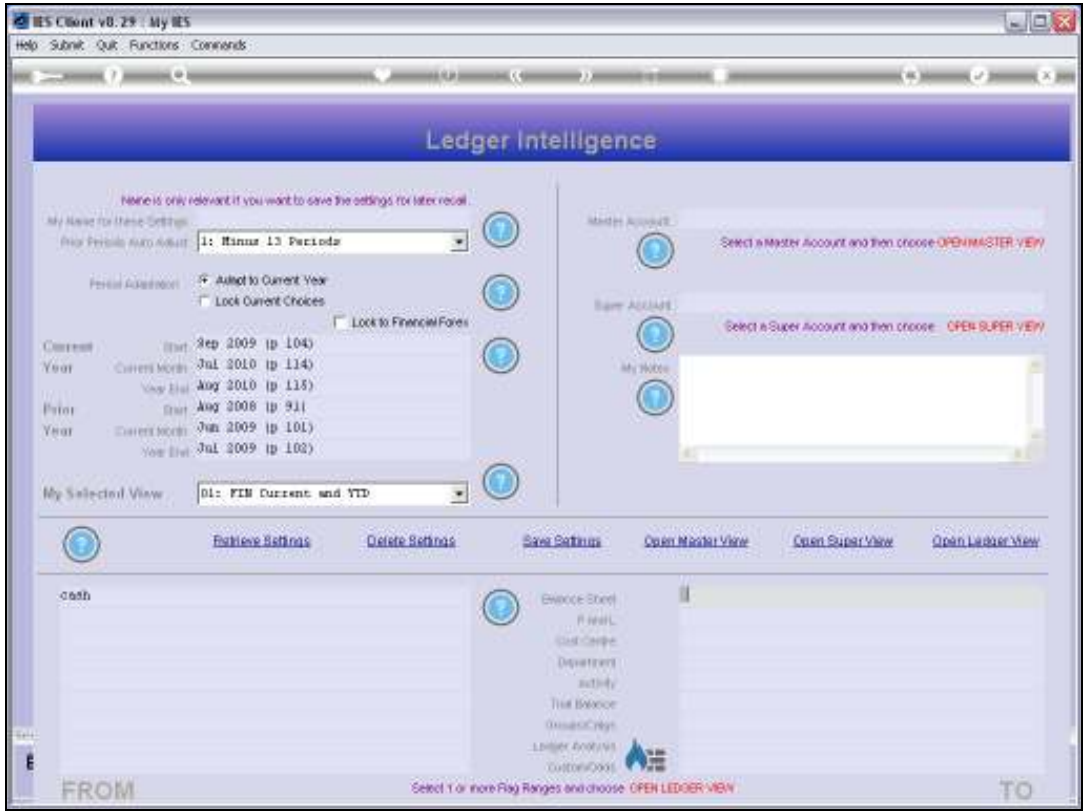 IES Client v8.29 : My IES
Help Submit Quit Functions Commands
Ledger Intelligence
Name is only relevant if you want to save the settings for later recall.
My Name for these Settings
Prior Periods Auto Adjust 1: Minus 13 Periods
Period Adaptation Adapt to Current Year
Lock Current Choices
Lock to Financial Forex
Current Year
Start Sep 2009 (p 104)
Current Month Jul 2010 (p 114)
Year End Aug 2010 (p 115)
Prior Year
Start Aug 2008 (p 91)
Current Month Jun 2009 (p 101)
Year End Jul 2009 (p 102)
My Selected View 01: FIN Current and YTD
Master Account
Select a Master Account and then choose OPEN MASTER VIEW
Super Account
Select a Super Account and then choose OPEN SUPER VIEW
My Notes
Retrieve Settings Delete Settings Save Settings Open Master View Open Super View Open Ledger View
cash
Balance Sheet
P and L
Cost Centre
Department
Activity
Trial Balance
Ledger Analysis
FROM
Select 1 or more Flag Ranges and choose OPEN LEDGER VIEW
TO